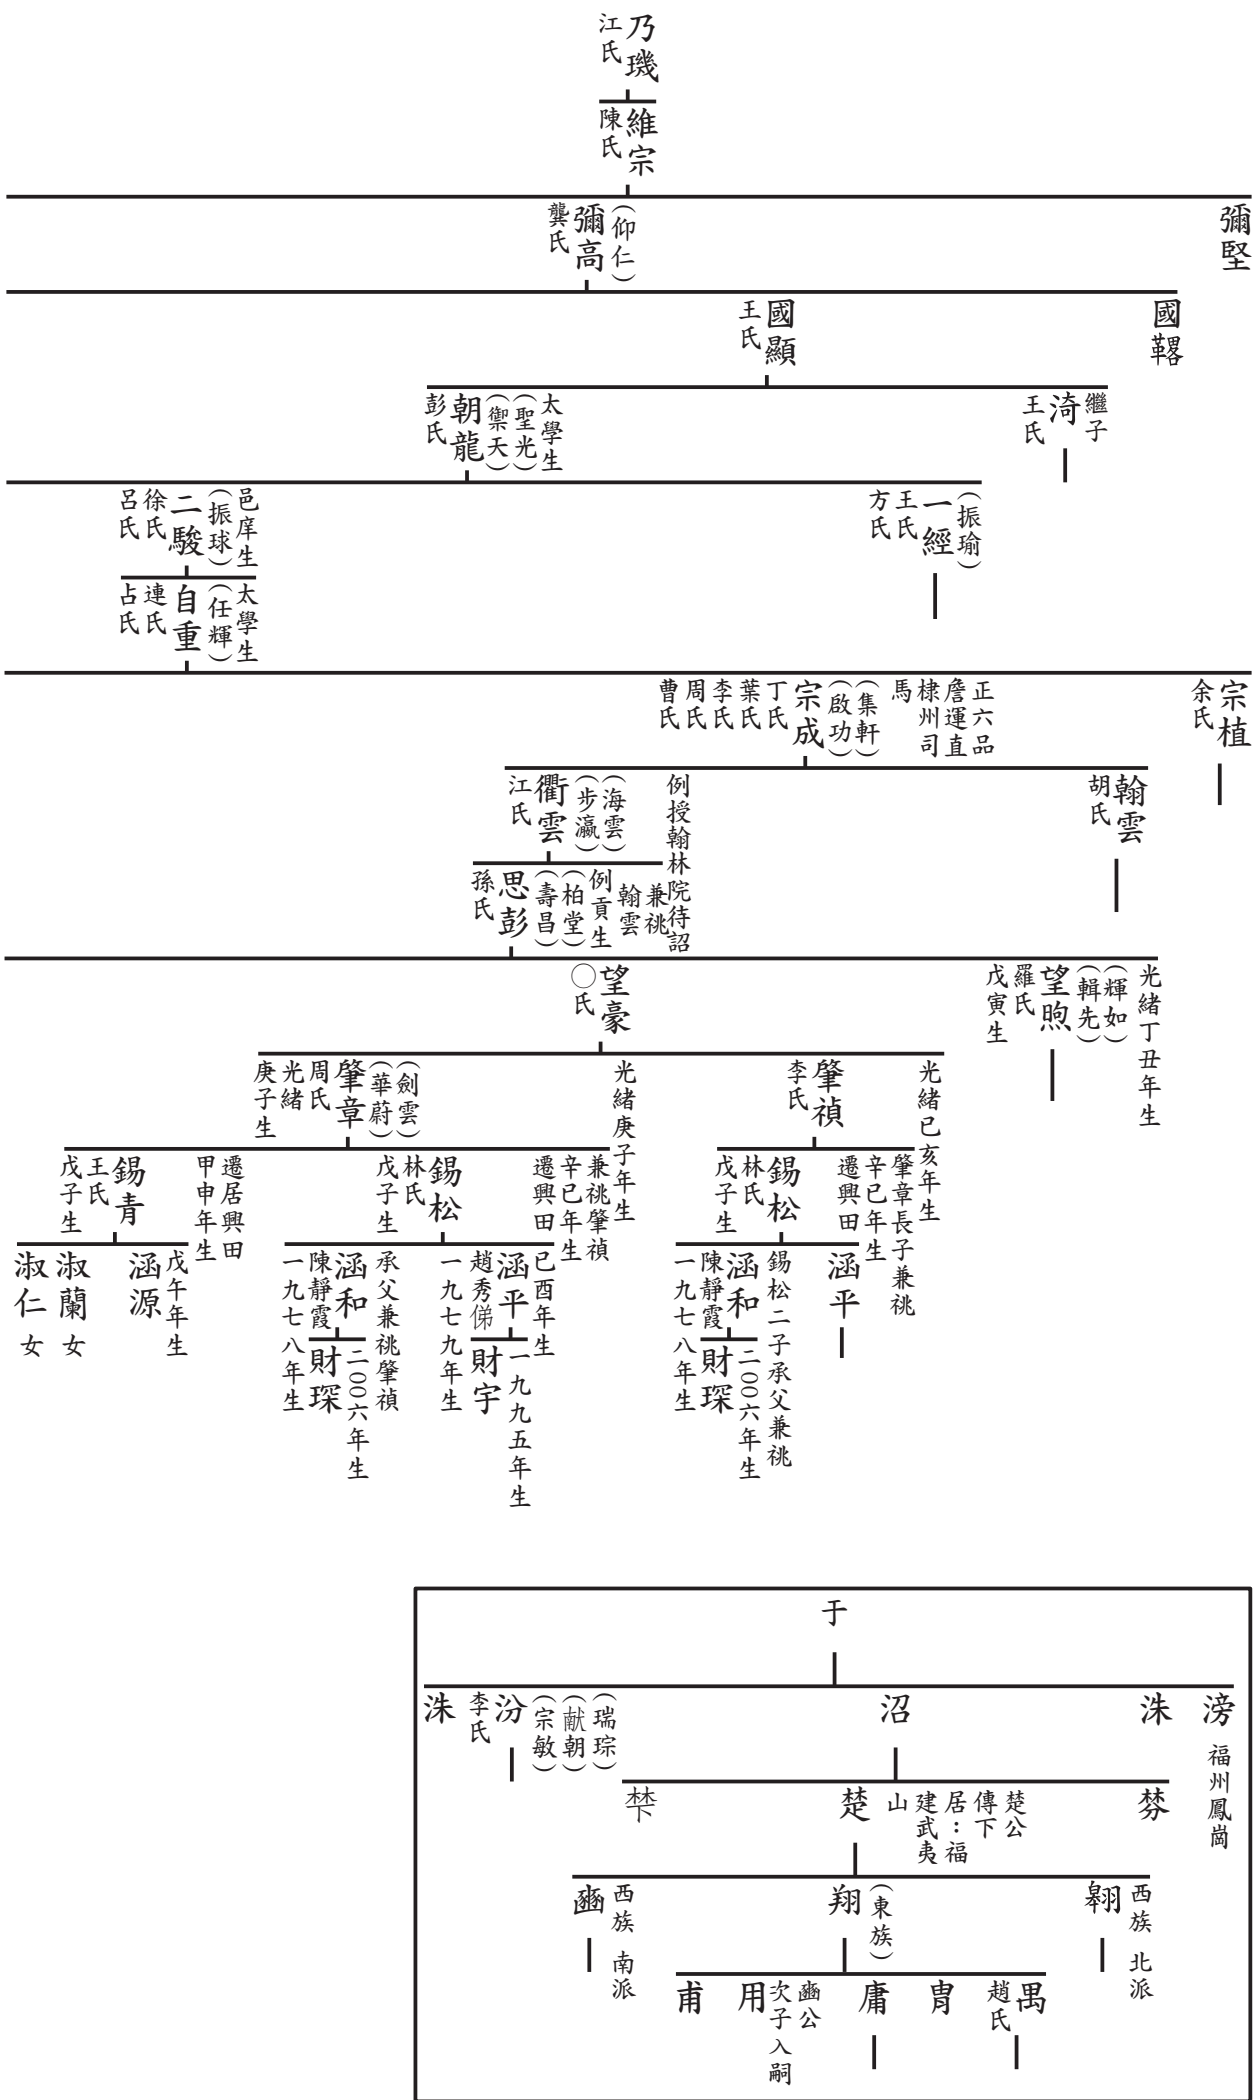 乃璣
江氏
維宗
陳氏
彌堅
(仰仁)
彌高
龔氏
國顯
王氏
繼子
渏
王氏
太學生
(聖光)
(禦天)
朝龍
彭氏
(振瑜)
一經
王氏
方氏
邑庠生
(振球)
二駿
徐氏
呂氏
太學生
(任輝)
自重
連氏
占氏
宗植
余氏
正六品
詹運直
棣州司
馬
(集軒)
(啟功)
宗成
丁氏
葉氏
李氏
周氏
曹氏
翰雲
胡氏
例授翰林院待詔
(海雲)
(步瀛)
衢雲
江氏
兼祧
翰雲
例貢生
(柏堂)
(壽昌)
思彭
孫氏
光緒丁丑年生
(輝如)
(輯先)
望煦
羅氏
戊寅生
望豪
〇氏
光緒已亥年生
肇禎
李氏
光緒庚子年生
(劍雲)
(華蔚)
肇章
周氏
光緒
庚子生
肇章長子兼祧
辛巳年生
遷興田
錫松
林氏
戊子生
兼祧肇禎
辛巳年生
遷興田
錫松
林氏
戊子生
遷居興田
甲申年生
錫青
王氏
戊子生
涵平
錫松二子承父兼祧
涵和
陳靜霞
一九七八年生
已酉年生
涵平
趙秀俤
一九七九年生
承父兼祧肇禎
涵和
陳靜霞
一九七八年生
戊午年生
涵源
淑蘭 女
淑仁 女
二00六年生
財琛
一九九五年生
財宇
二00六年生
財琛
于
滂 福州鳳崗
洙
沼
(瑞琮)
(献朝)
(宗敏)
汾
李氏
洙
棼
楚公
傳下
居：福
建武夷
山
楚
西族 北派
翱
(東族)
翔
西族 南派
豳
禺
趙氏
胄
庸
豳公
次子入嗣
用
甫